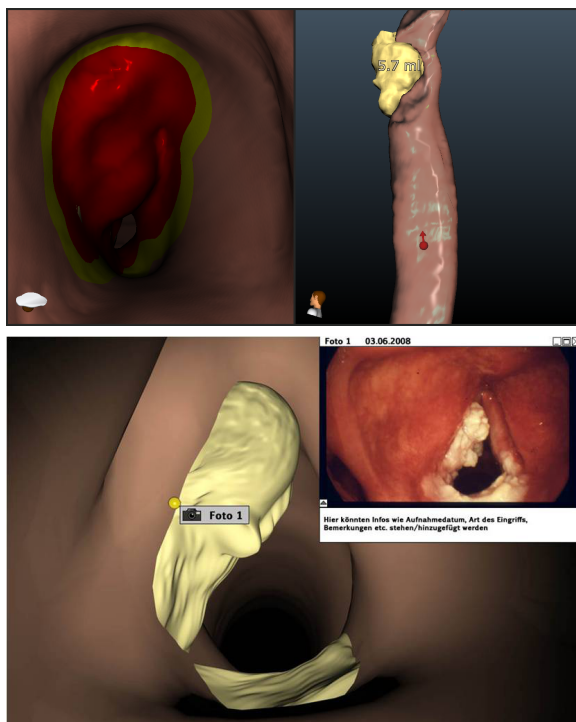 5.7 ml
Foto 1 03.06.2008
Foto 1
Hier könnten Infos wie Aufnahmedatum, Art des Eingriffs,
Bemerkungen etc. stehen/hinzugefügt werden